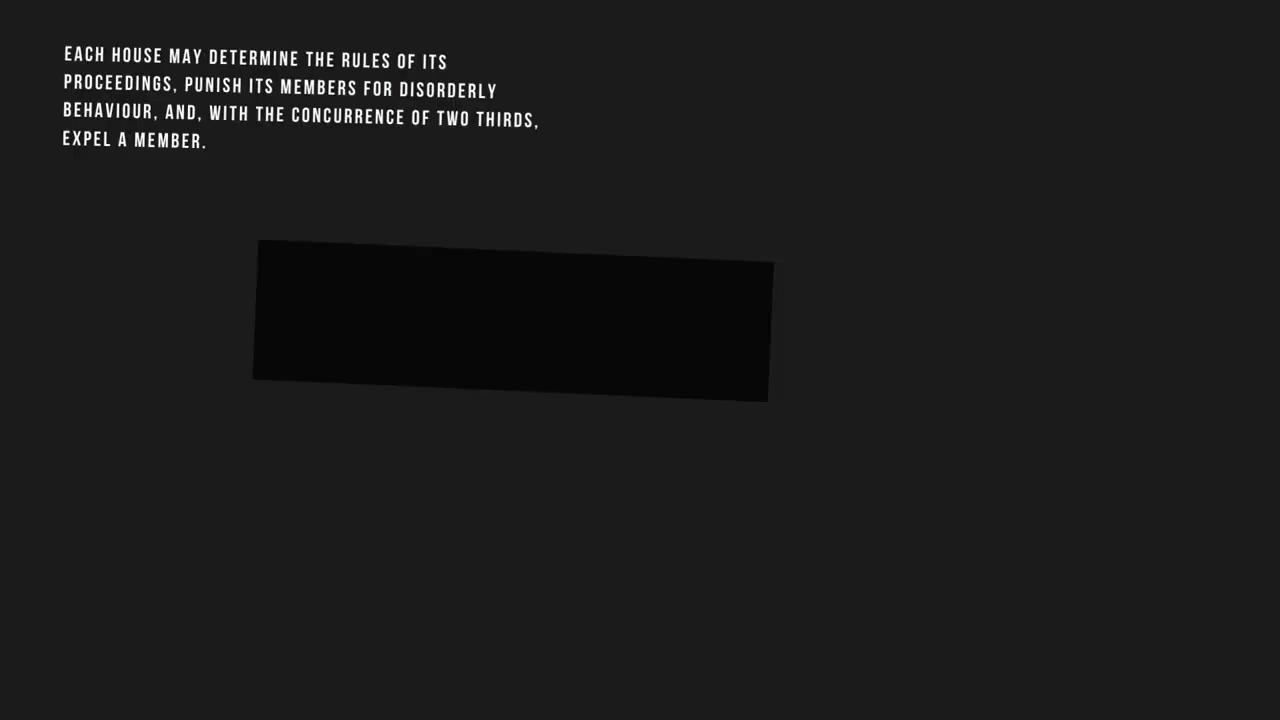 EACH HOUSE MAY DETERMINE THE RULES OF ITS
PROCEEDINGS, PUNISH ITS MEMBERS FOR DISORDERLY
BEHAVIOUR, AND, WITH THE CONCURRENCE OF TWO THIRDS,
EXPEL A MEMBER.